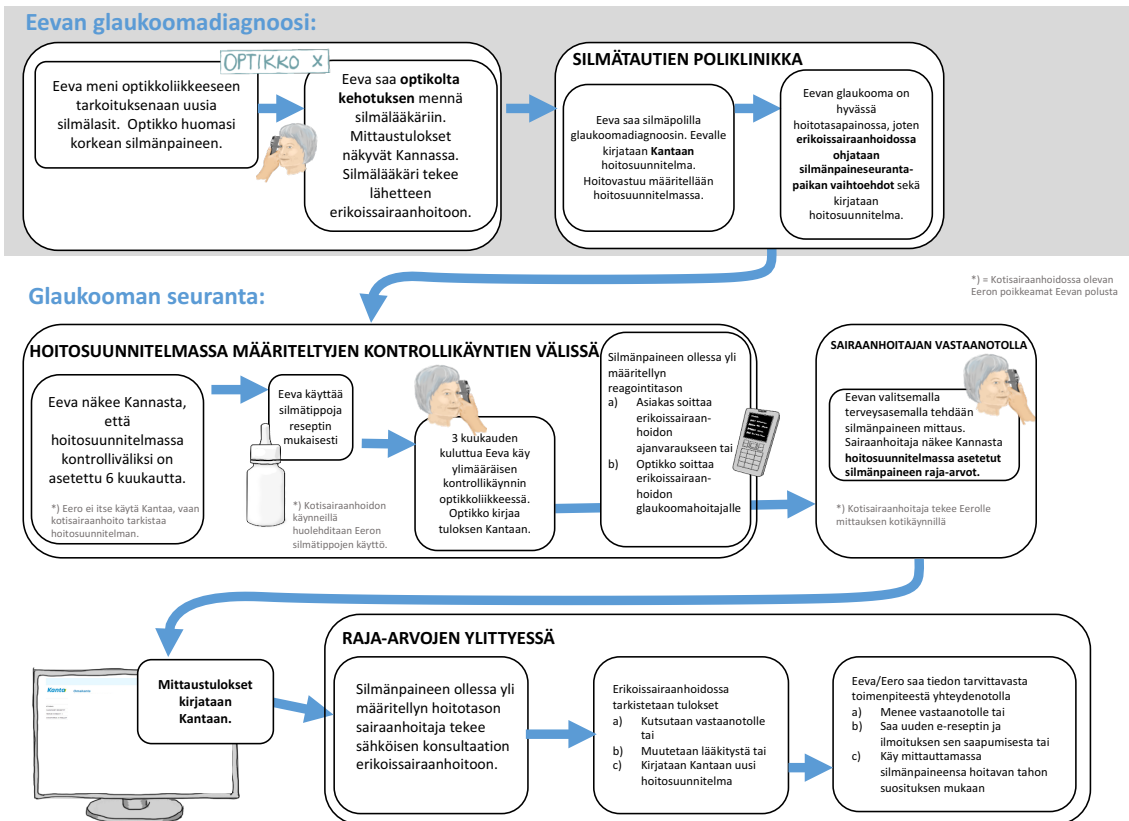 Eevan glaukoomadiagnoosi:
OPTIKKO X
Eeva meni optikkoliikkeeseen
tarkoituksenaan uusia
silmälasit.  Optikko huomasi
korkean silmänpaineen.
Eeva saa optikolta
kehotuksen mennä
silmälääkäriin.
Mittaustulokset
näkyvät Kannassa.
Silmälääkäri tekee
lähetteen
erikoissairaanhoitoon.
SILMÄTAUTIEN POLIKLINIKKA
Eeva saa silmäpolilla
glaukoomadiagnosin. Eevalle
kirjataan Kantaan
hoitosuunnitelma.
Hoitovastuu määritellään
hoitosuunnitelmassa.
Eevan glaukooma on
hyvässä
hoitotasapainossa, joten
erikoissairaanhoidossa
ohjataan
silmänpaineseuranta-
paikan vaihtoehdot sekä
kirjataan
hoitosuunnitelma.
*) = Kotisairaanhoidossa olevan
Eeron poikkeamat Eevan polusta
Glaukooman seuranta:
HOITOSUUNNITELMASSA MÄÄRITELTYJEN KONTROLLIKÄYNTIEN VÄLISSÄ
Eeva näkee Kannasta,
että
hoitosuunnitelmassa
kontrolliväliksi on
asetettu 6 kuukautta.
*) Eero ei itse käytä Kantaa, vaan
kotisairaanhoito tarkistaa
hoitosuunnitelman.
Eeva käyttää
silmätippoja
reseptin
mukaisesti
*) Kotisairaanhoidon
käynneillä
huolehditaan Eeron
silmätippojen käyttö.
3 kuukauden
kuluttua Eeva käy
ylimääräisen
kontrollikäynnin
optikkoliikkeessä.
Optikko kirjaa
tuloksen Kantaan.
Silmänpaineen ollessa yli
määritellyn
reagointitason
a) Asiakas soittaa
erikoissairaan-
hoidon
ajanvaraukseen tai
b) Optikko soittaa
erikoissairaan-
hoidon
glaukoomahoitajalle
SAIRAANHOITAJAN VASTAANOTOLLA
Eevan valitsemalla
terveysasemalla tehdään
silmänpaineen mittaus.
Sairaanhoitaja näkee Kannasta
hoitosuunnitelmassa asetetut
silmänpaineen raja-arvot.
*) Kotisairaanhoitaja tekee Eerolle
mittauksen kotikäynnillä
Kanta
Mittaustulokset
kirjataan
Kantaan.
RAJA-ARVOJEN YLITTYESSÄ
Silmänpaineen ollessa yli
määritellyn hoitotason
sairaanhoitaja tekee
sähköisen konsultaation
erikoissairaanhoitoon.
Erikoissairaanhoidossa
tarkistetaan tulokset
a) Kutsutaan vastaanotolle
tai
b) Muutetaan lääkitystä tai
c) Kirjataan Kantaan uusi
hoitosuunnitelma
Eeva/Eero saa tiedon tarvittavasta
toimenpiteestä yhteydenotolla
a) Menee vastaanotolle tai
b) Saa uuden e-reseptin ja
ilmoituksen sen saapumisesta tai
c) Käy mittauttamassa
silmänpaineensa hoitavan tahon
suosituksen mukaan